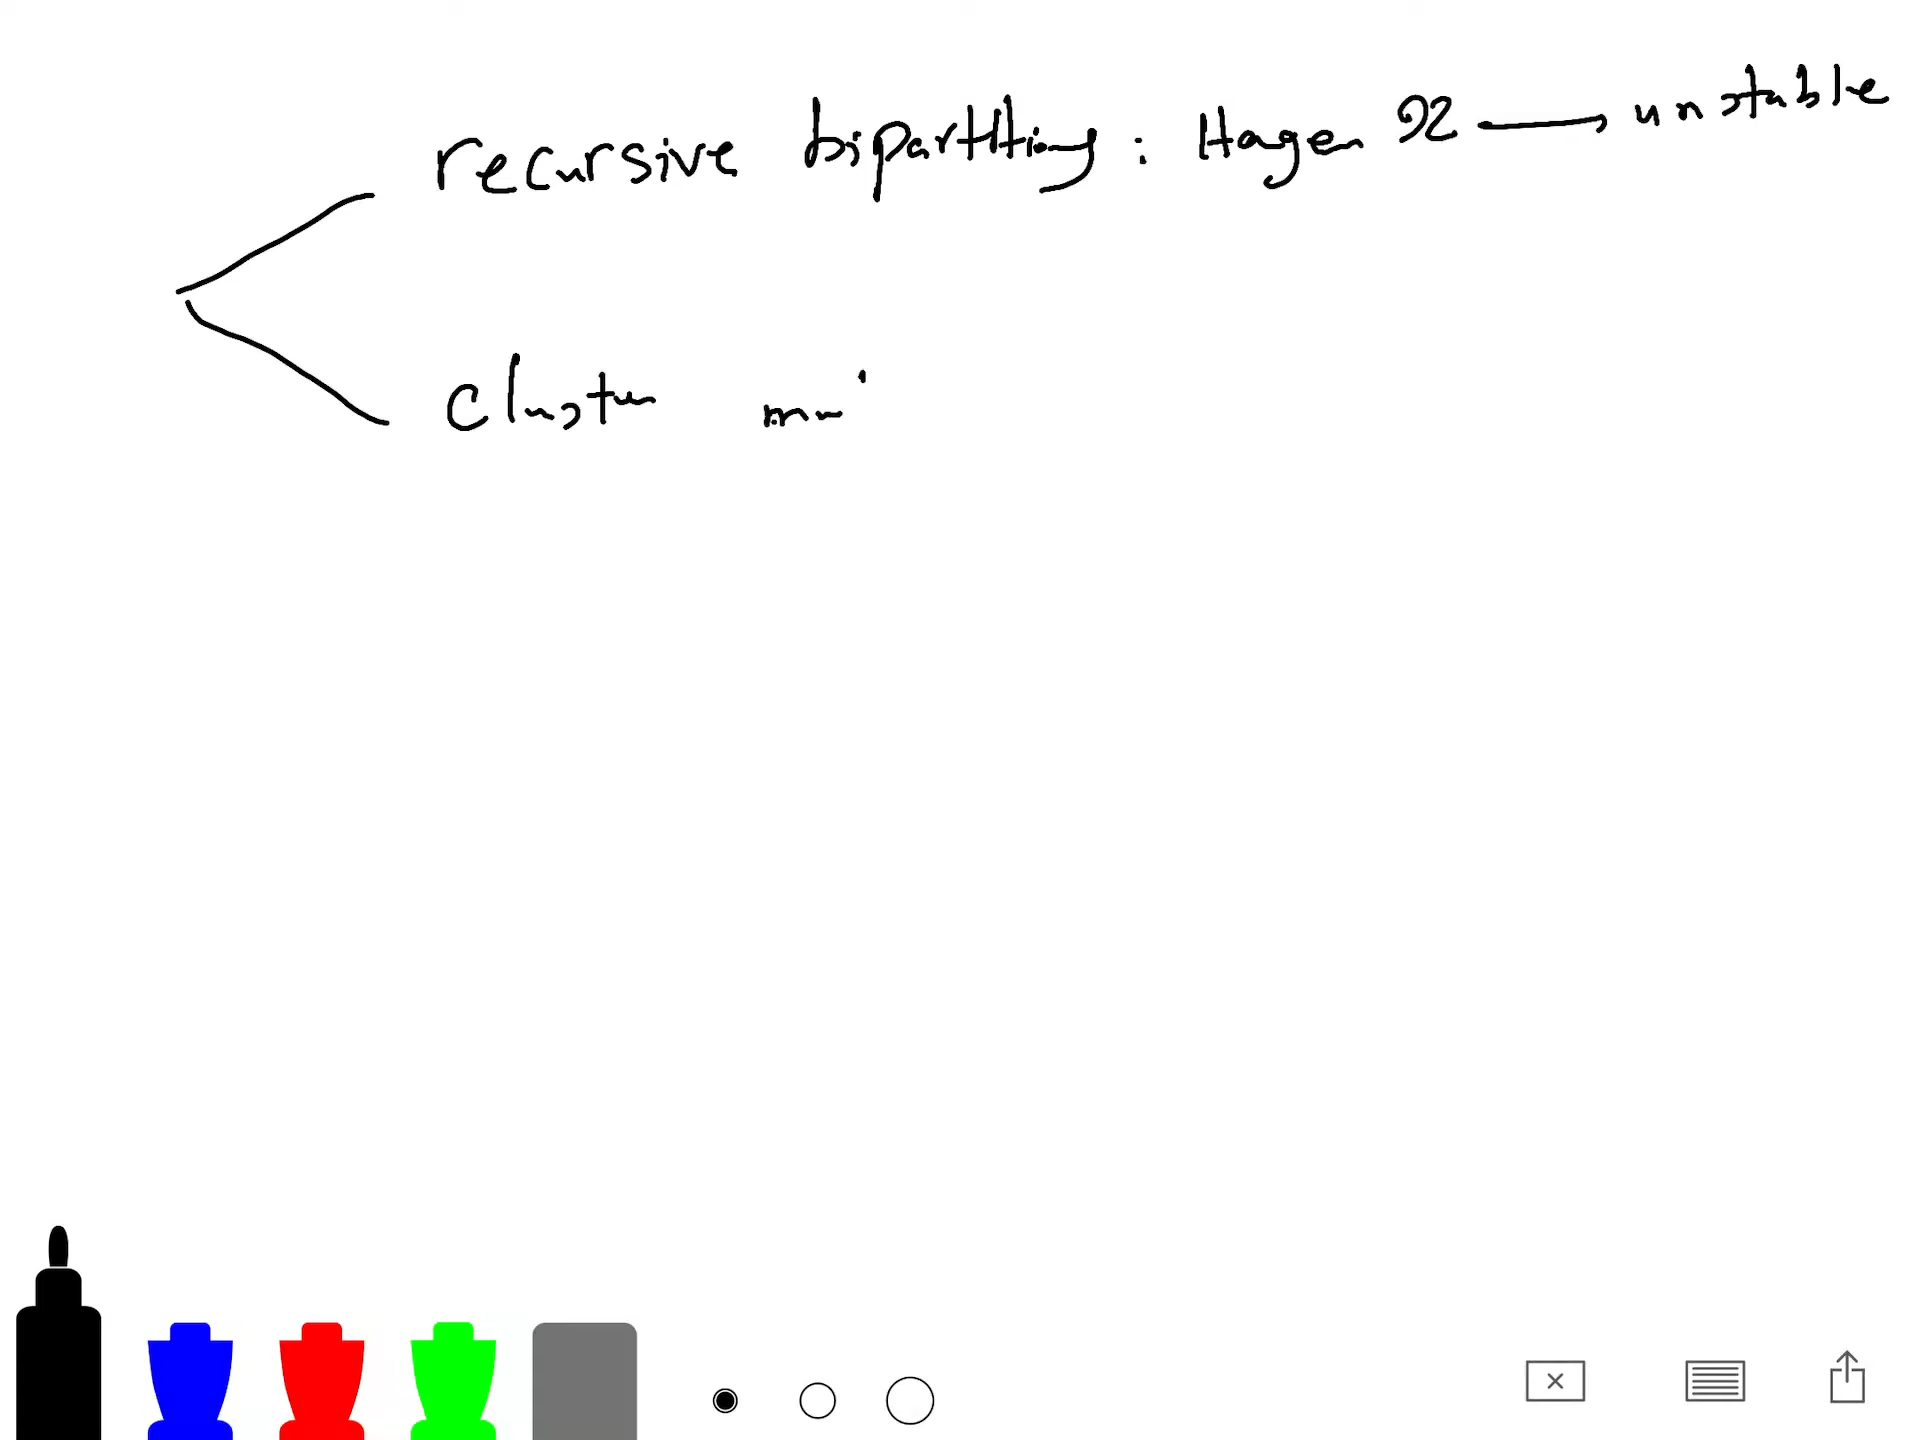 recursive bipartitioning : Hagen 92 → unstable
cluster